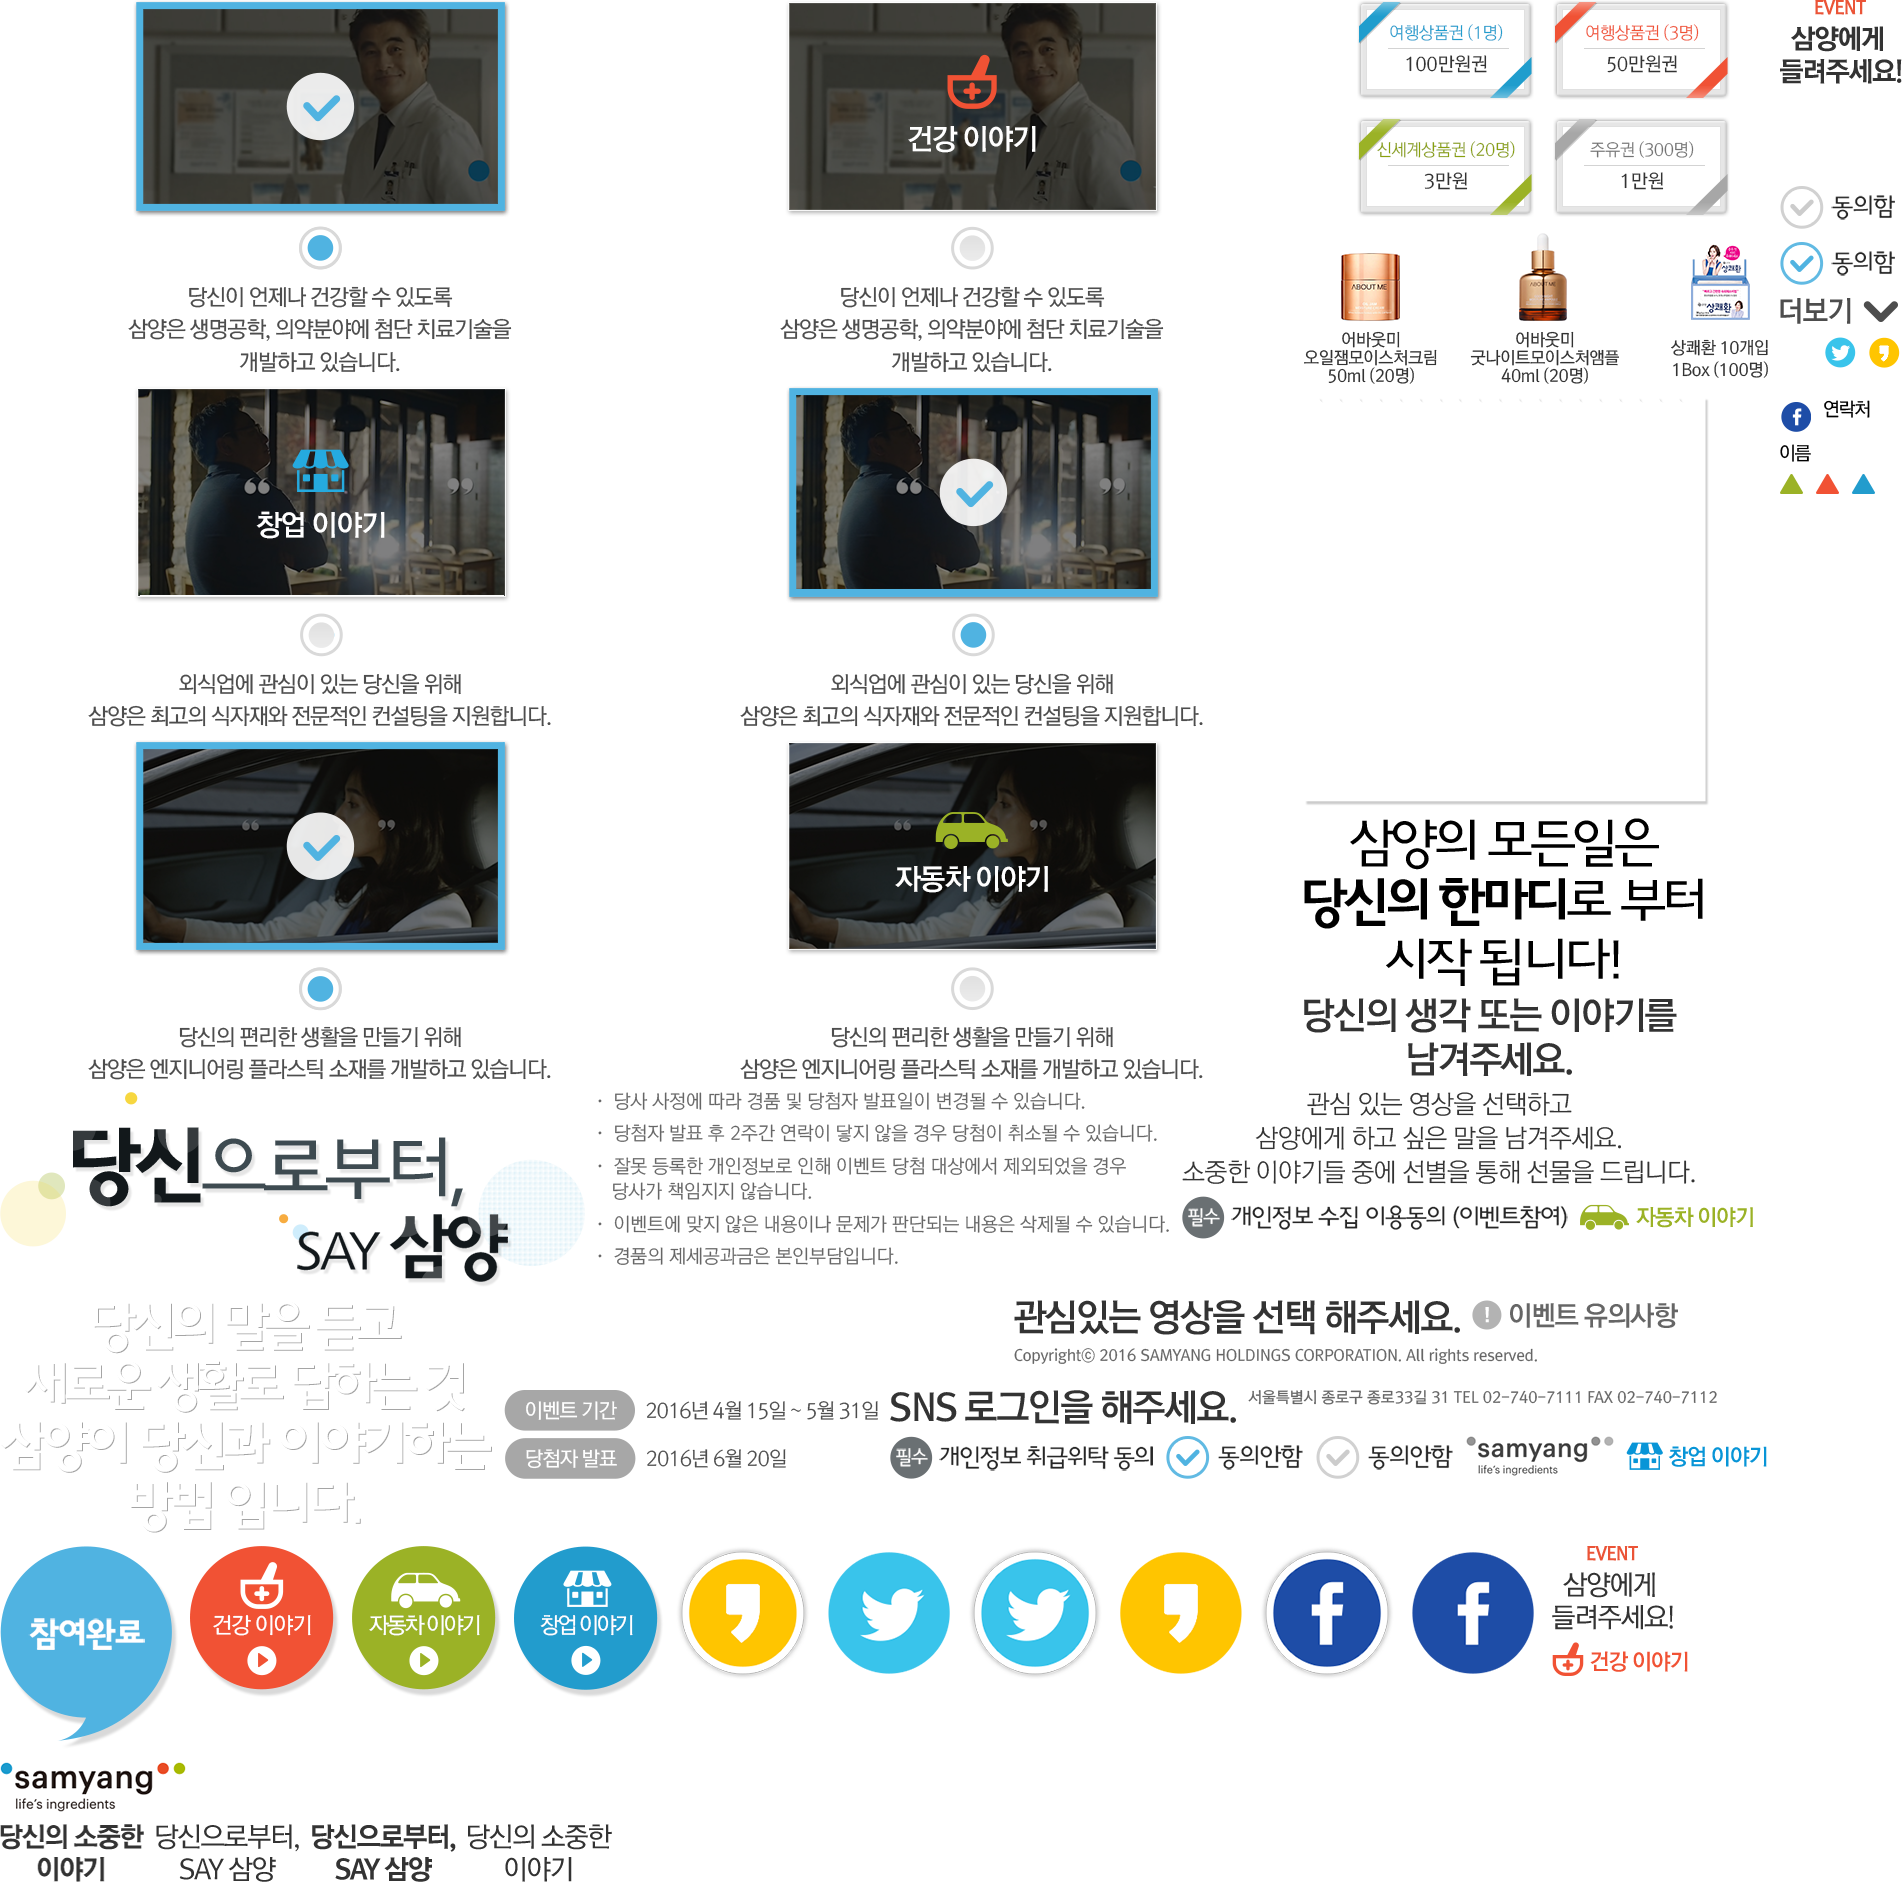 건강 이야기
당신이 언제나 건강할 수 있도록
삼양은 생명공학, 의약분야에 첨단 치료기술을
개발하고 있습니다.
당신이 언제나 건강할 수 있도록
삼양은 생명공학, 의약분야에 첨단 치료기술을
개발하고 있습니다.
창업 이야기
외식업에 관심이 있는 당신을 위해
삼양은 최고의 식자재와 전문적인 컨설팅을 지원합니다.
외식업에 관심이 있는 당신을 위해
삼양은 최고의 식자재와 전문적인 컨설팅을 지원합니다.
자동차 이야기
당신의 편리한 생활을 만들기 위해
삼양은 엔지니어링 플라스틱 소재를 개발하고 있습니다.
당신의 편리한 생활을 만들기 위해
삼양은 엔지니어링 플라스틱 소재를 개발하고 있습니다.
여행상품권 (1명)
100만원권
여행상품권 (3명)
50만원권
신세계상품권 (20명)
3만원
주유권 (300명)
1만원
ABOUT ME
어바웃미
오일잼모이스처크림
50ml (20명)
ABOUT ME
어바웃미
굿나이트모이스처앰플
40ml (20명)
상쾌환
상쾌환
상쾌환 10개입
1Box (100명)
EVENT
삼양에게
들려주세요!
동의함
동의함
더보기
연락처
이름
삼양의 모든일은
당신의 한마디로 부터
시작 됩니다!
당신의 생각 또는 이야기를
남겨주세요.
관심 있는 영상을 선택하고
삼양에게 하고 싶은 말을 남겨주세요.
소중한 이야기들 중에 선별을 통해 선물을 드립니다.
필수 개인정보 수집 이용동의 (이벤트참여)
자동차 이야기
당신으로부터,
SAY 삼양
· 당사 사정에 따라 경품 및 당첨자 발표일이 변경될 수 있습니다.
· 당첨자 발표 후 2주간 연락이 닿지 않을 경우 당첨이 취소될 수 있습니다.
· 잘못 등록한 개인정보로 인해 이벤트 당첨 대상에서 제외되었을 경우
당사가 책임지지 않습니다.
· 이벤트에 맞지 않은 내용이나 문제가 판단되는 내용은 삭제될 수 있습니다.
· 경품의 제세공과금은 본인부담입니다.
당신의 말을 듣고
새로운 생활로 답하는 것
삼양이 당신과 이야기하는
방법 입니다.
관심있는 영상을 선택 해주세요.
! 이벤트 유의사항
Copyrightⓒ 2016 SAMYANG HOLDINGS CORPORATION. All rights reserved.
이벤트 기간 2016년 4월 15일 ~ 5월 31일
당첨자 발표 2016년 6월 20일
SNS 로그인을 해주세요.
서울특별시 종로구 종로33길 31 TEL 02-740-7111 FAX 02-740-7112
필수 개인정보 취급위탁 동의
동의안함
동의안함
samyang
life's ingredients
창업 이야기
참여완료
건강 이야기
자동차 이야기
창업 이야기
EVENT
삼양에게
들려주세요!
건강 이야기
samyang
life's ingredients
당신의 소중한
이야기
당신으로부터,
SAY 삼양
당신으로부터,
SAY 삼양
당신의 소중한
이야기